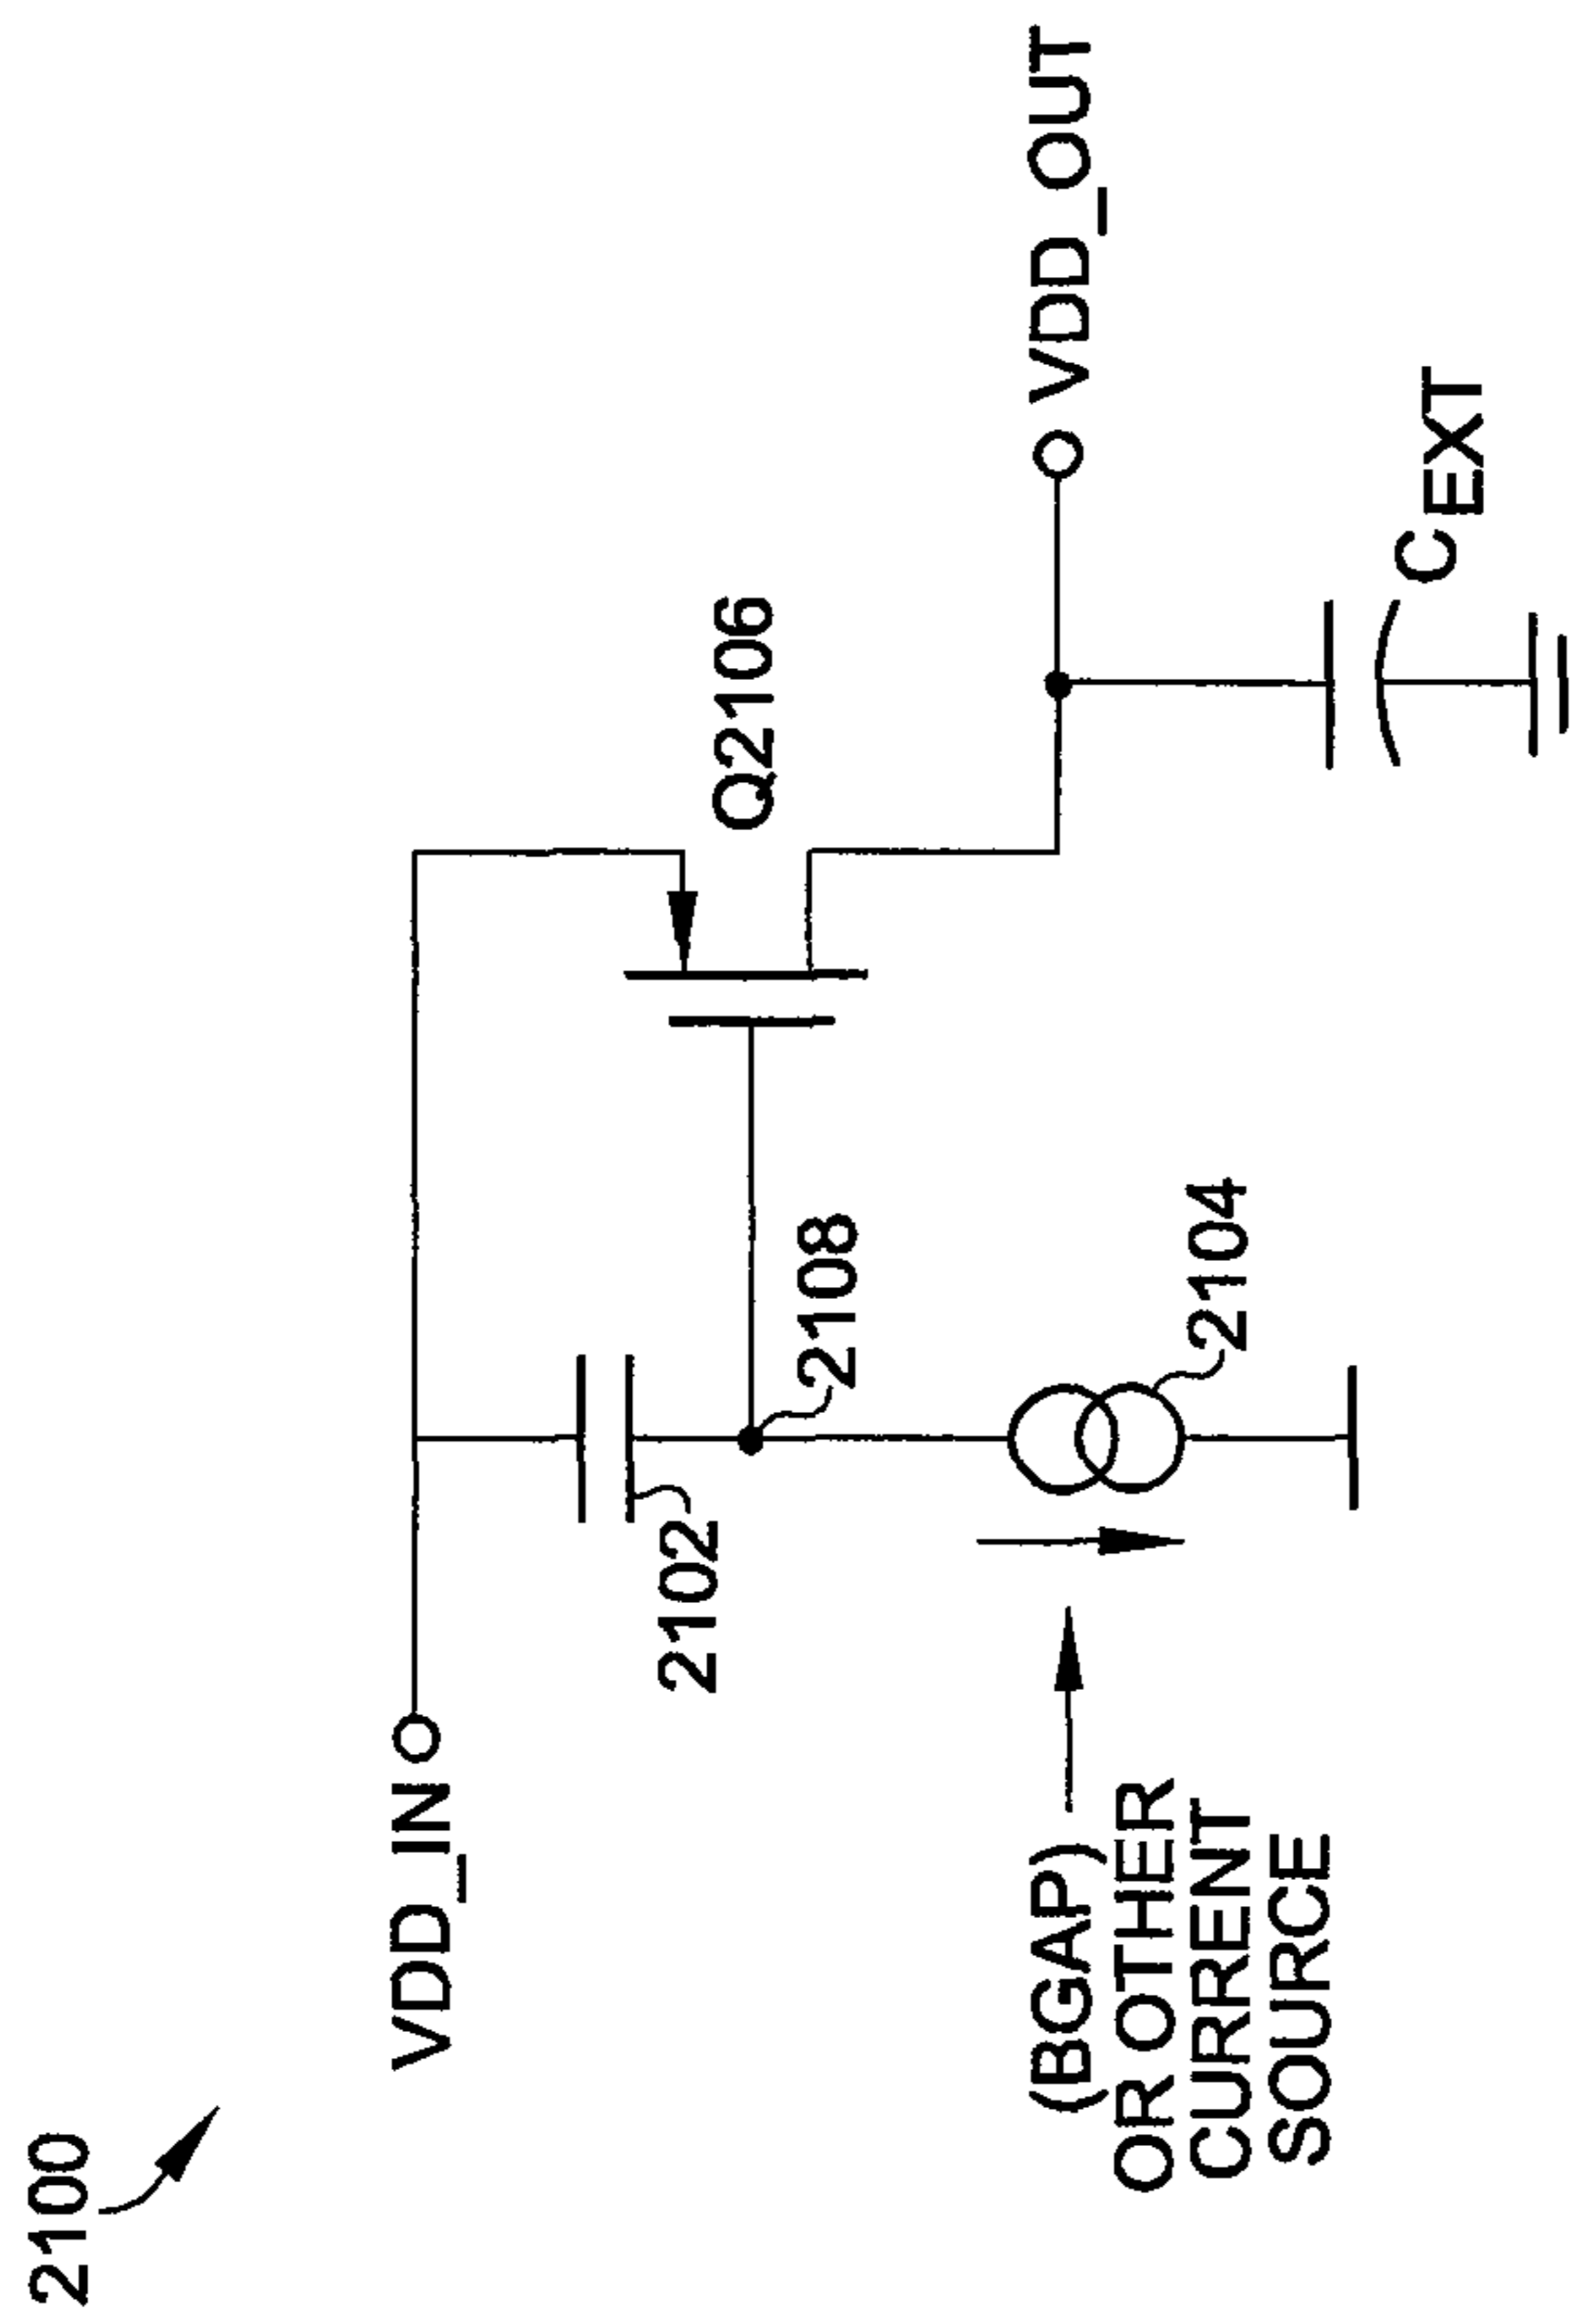 2100
VDD_IN
2102
2108
Q2106
VDD_OUT
(BGAP)
OR OTHER
CURRENT
SOURCE
2104
CEXT